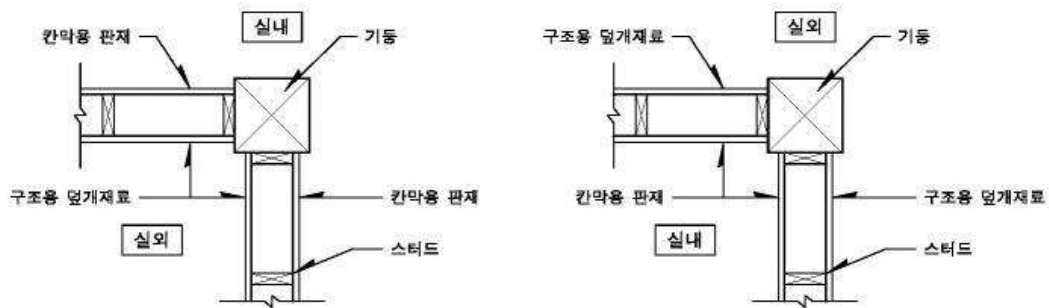 실내
칸막용 판재
기둥
구조용 덮개재료
칸막용 판재
실외
스터드
실외
구조용 덮개재료
기둥
칸막용 판재
구조용 덮개재료
실내
스터드